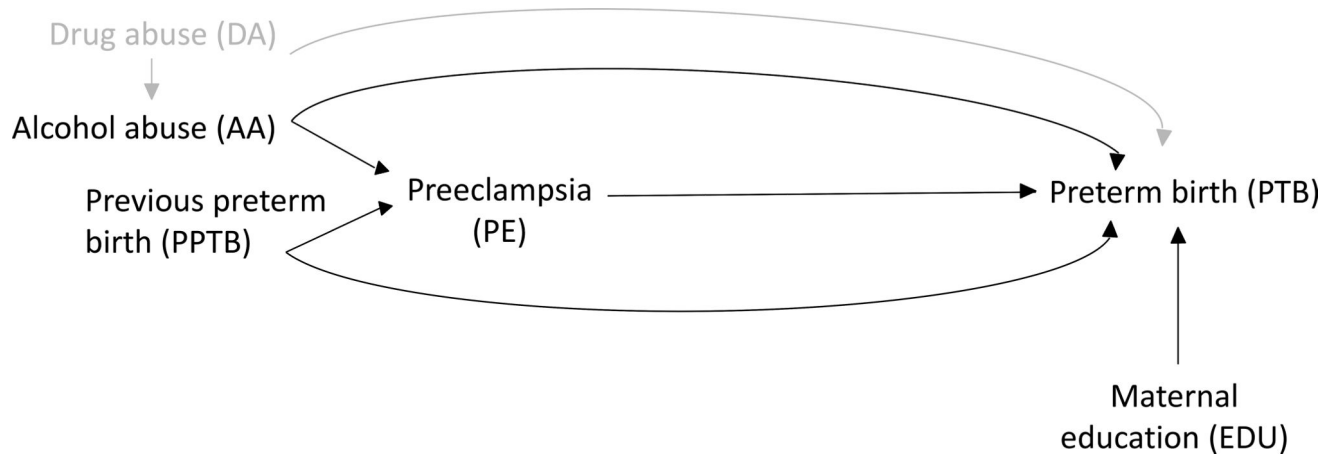 Drug abuse (DA)
Alcohol abuse (AA)
Previous preterm
birth (PPTB)
Preeclampsia
(PE)
Preterm birth (PTB)
Maternal
education (EDU)